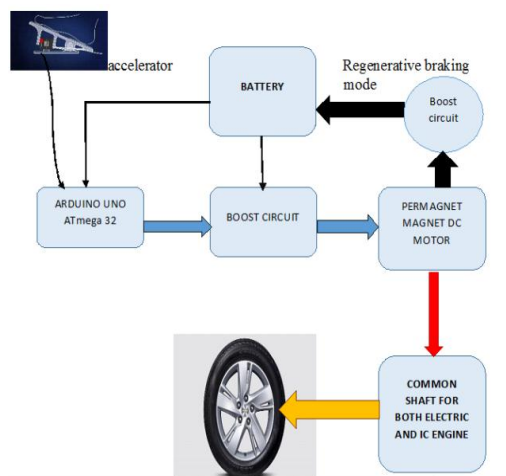 accelerator
BATTERY
Regenerative braking
mode
Boost
circuit
ARDUINO UNO
ATmega 32
BOOST CIRCUIT
PERMAGNET
MAGNET DC
MOTOR
COMMON
SHAFT FOR
BOTH ELECTRIC
AND IC ENGINE